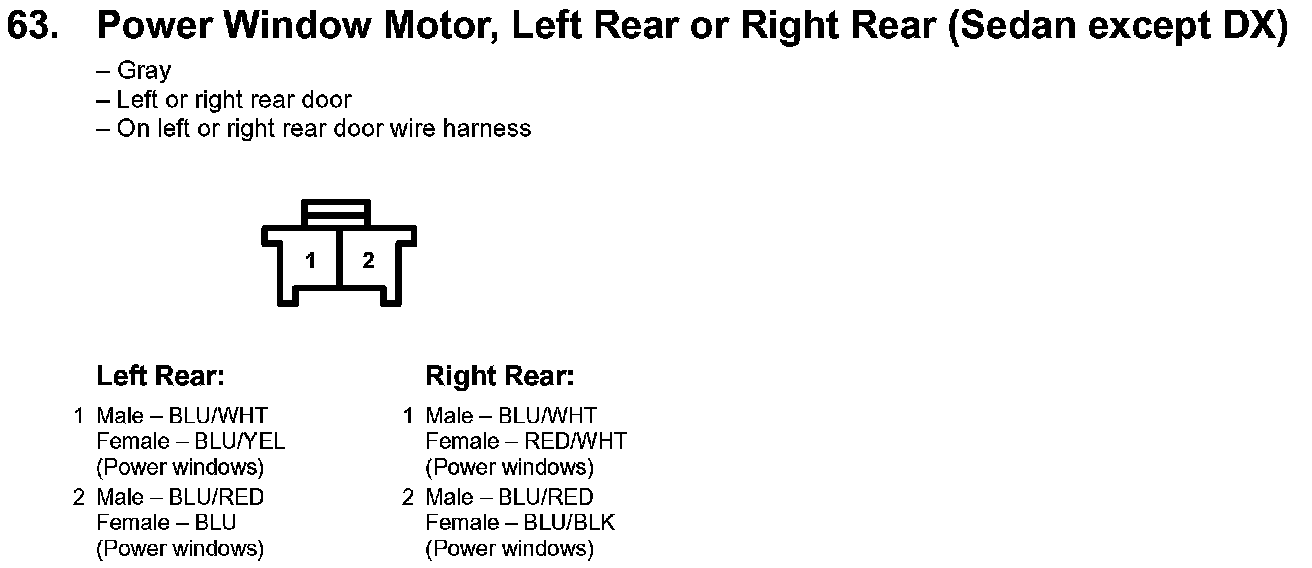 63. Power Window Motor, Left Rear or Right Rear (Sedan except DX)
– Gray
– Left or right rear door
– On left or right rear door wire harness
1 2
Left Rear:
1 Male – BLU/WHT
Female – BLU/YEL
(Power windows)
2 Male – BLU/RED
Female – BLU
(Power windows)
Right Rear:
1 Male – BLU/WHT
Female – RED/WHT
(Power windows)
2 Male – BLU/RED
Female – BLU/BLK
(Power windows)